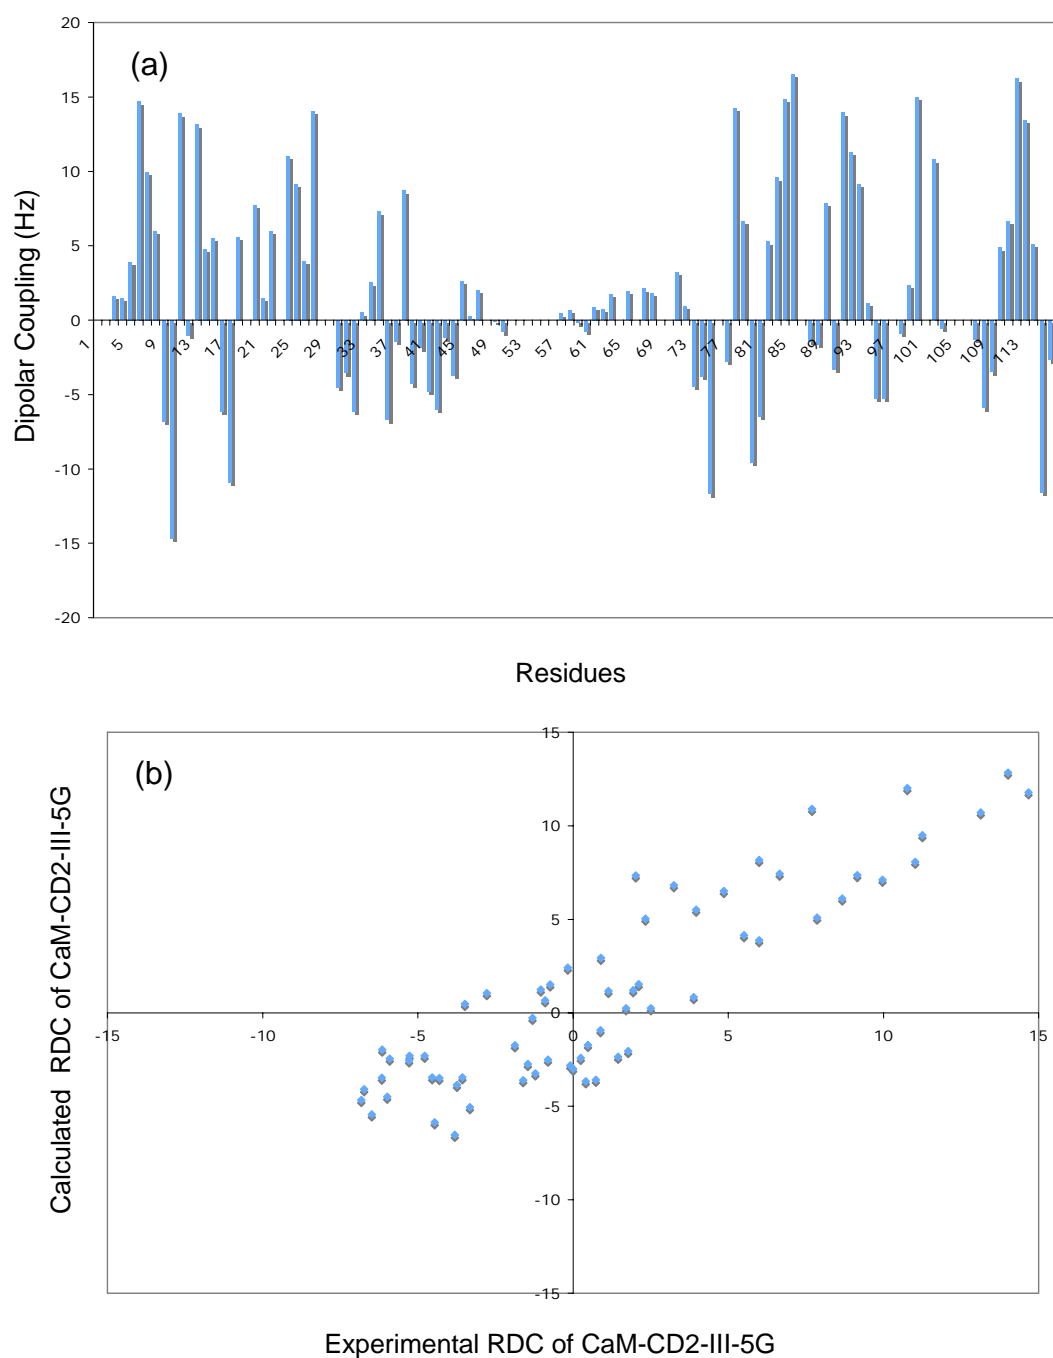 20
(a)
15
10
5
0
-5
-10
-15
-20
Dipolar Coupling (Hz)
1 5 9 13 17 21 25 29 33 37 41 45 49 53 57 61 65 69 73 77 81 85 89 93 97 101 105 109 113
Residues
15
(b)
10
5
0
-15 -10 -5 0 5 10 15
-5
-10
-15
Calculated RDC of CaM-CD2-III-5G
Experimental RDC of CaM-CD2-III-5G